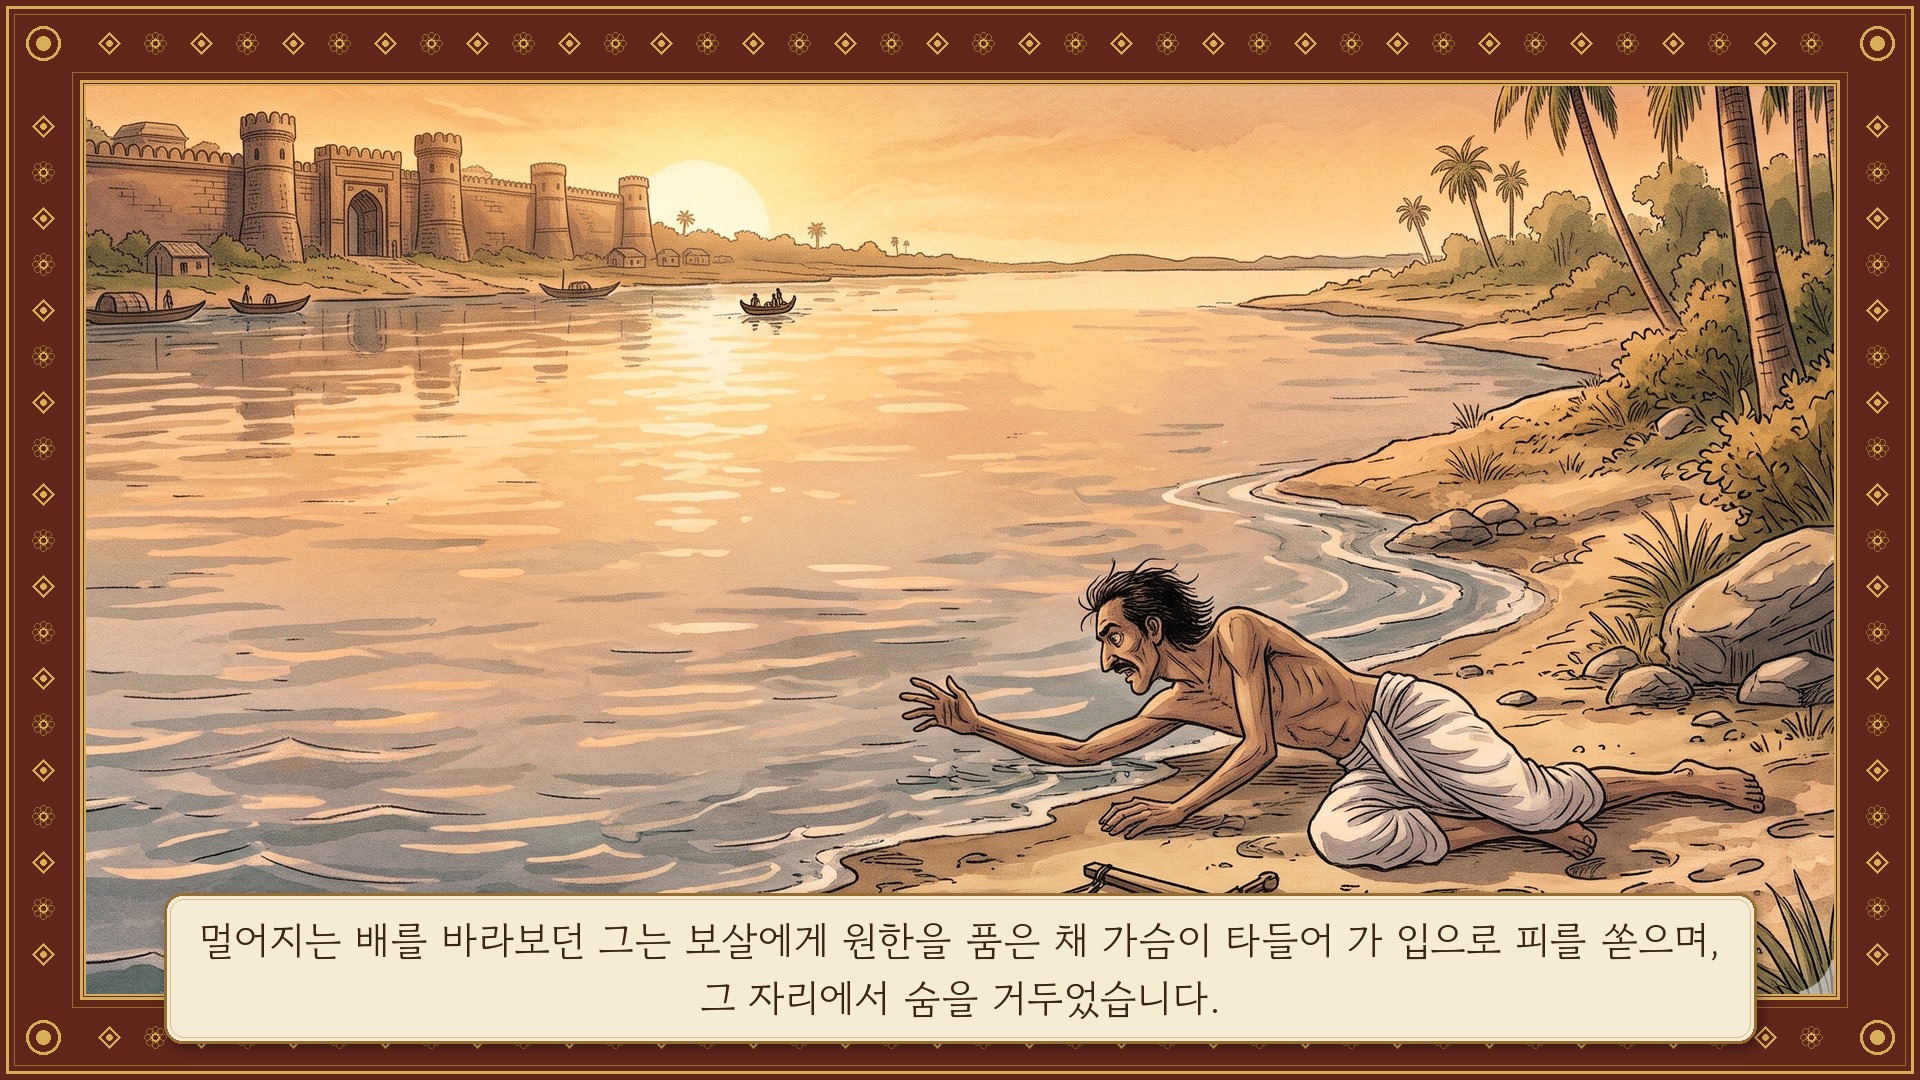 멀어지는 배를 바라보던 그는 보살에게 원한을 품은 채 가슴이 타들어 가 입으로 피를 쏟으며,
그 자리에서 숨을 거두었습니다.